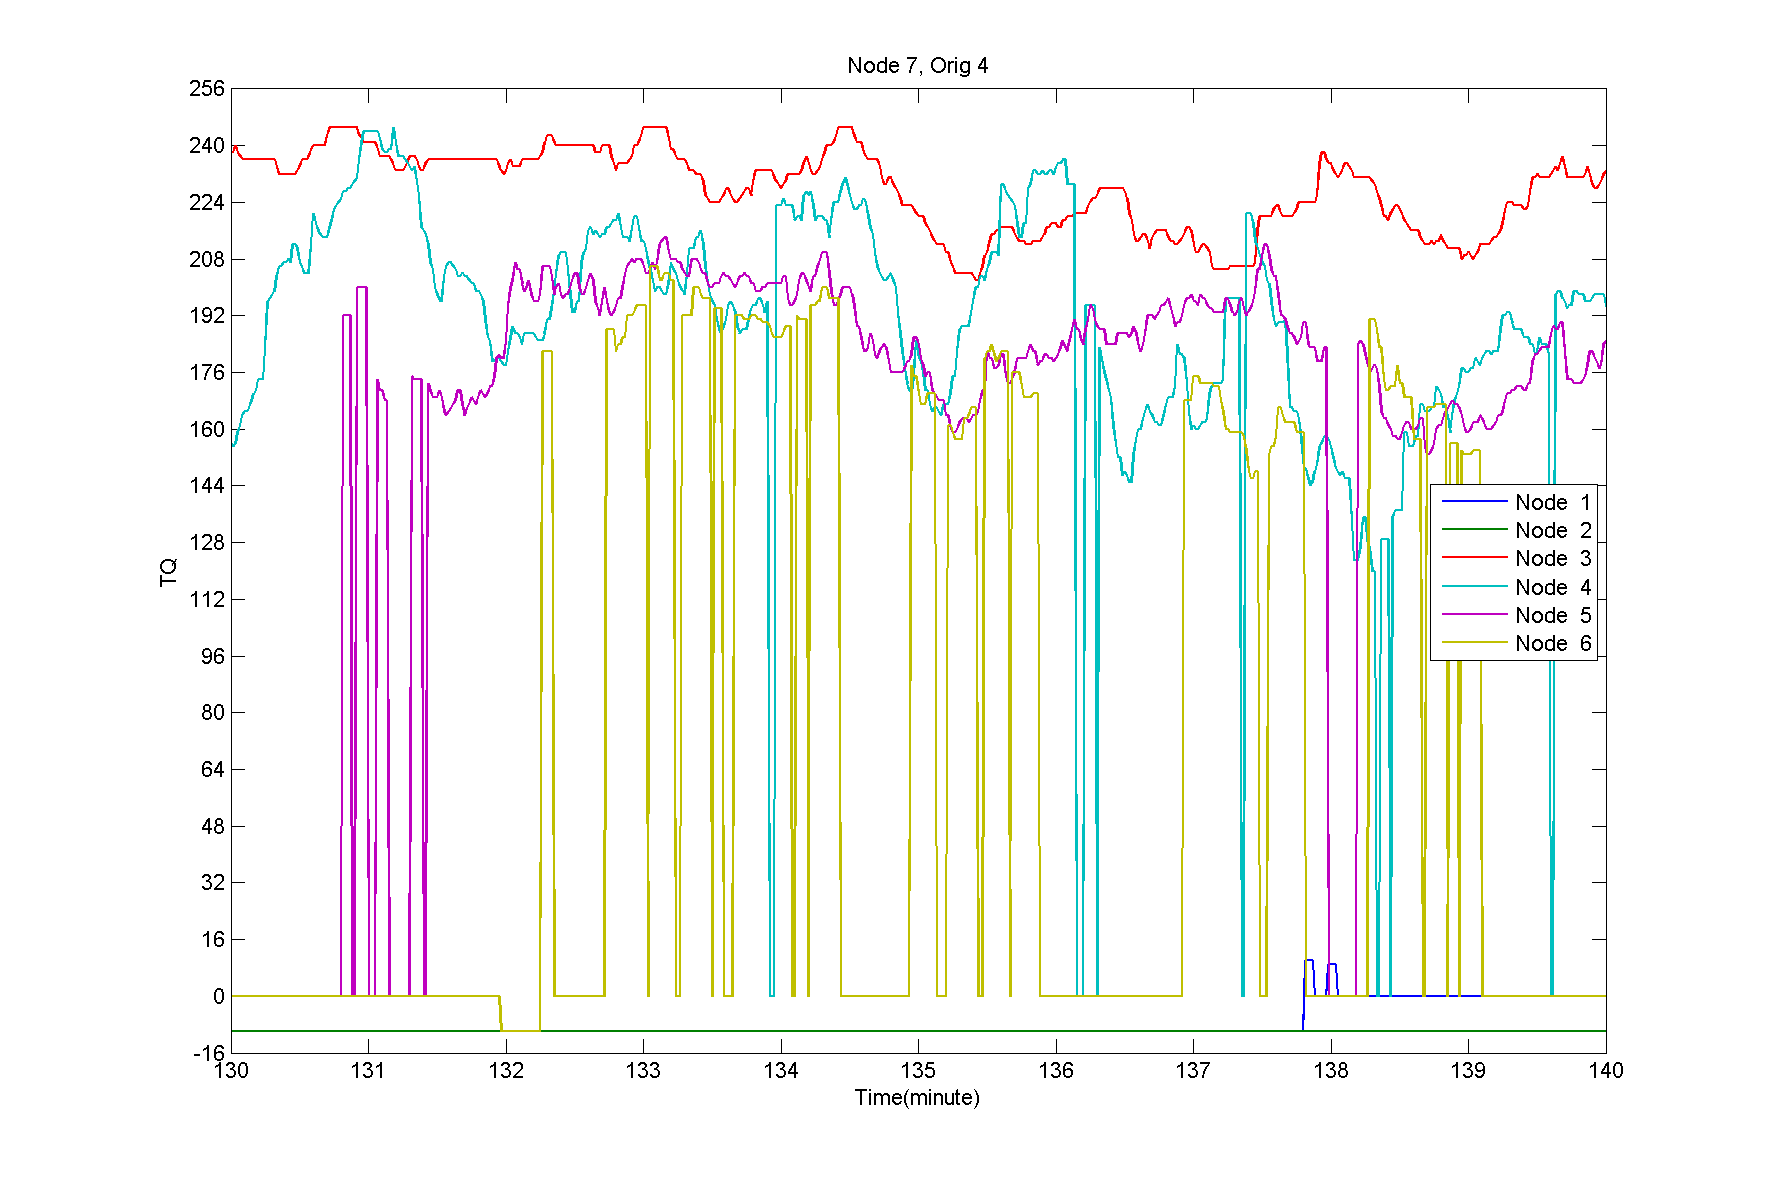 Node 7, Orig 4
256
240
224
208
192
176
160
144
128
112
96
80
64
48
32
16
0
-16
TQ
Node 1
Node 2
Node 3
Node 4
Node 5
Node 6
130 131 132 133 134 135 136 137 138 139 140
Time(minute)